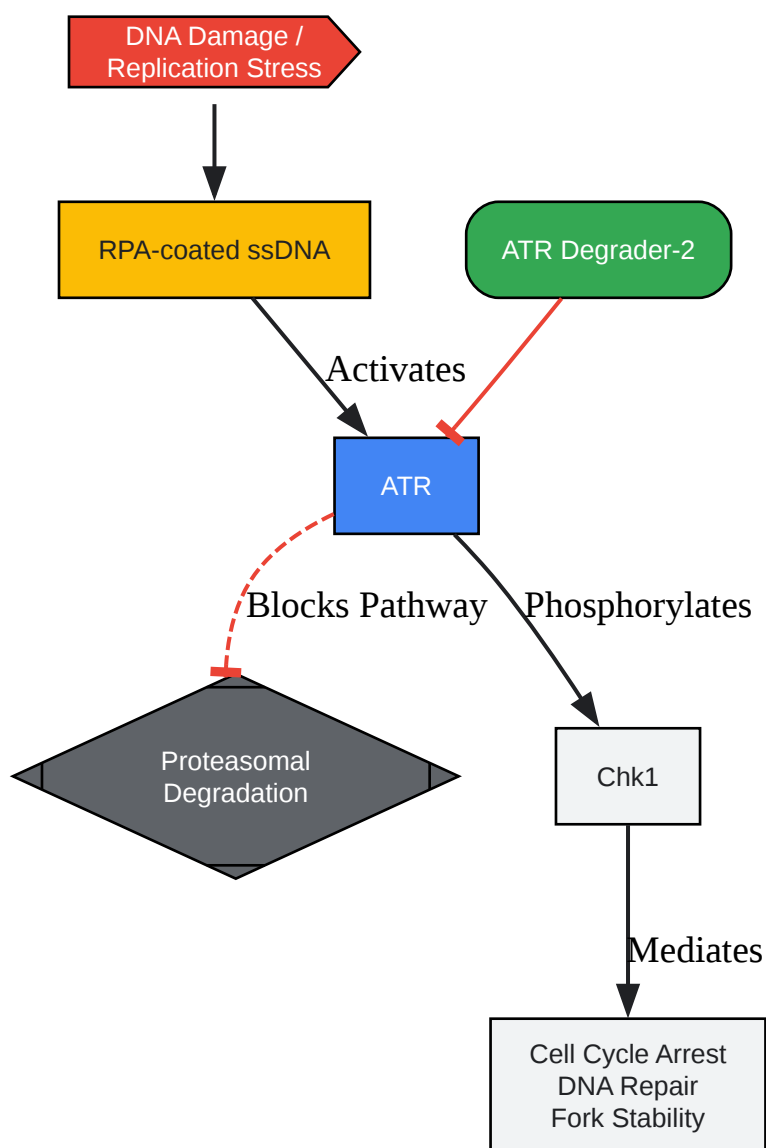 DNA Damage /
Replication Stress
RPA-coated ssDNA
ATR Degrader-2
Activates
ATR
Blocks Pathway
Phosphorylates
Proteasomal
Degradation
Chk1
Mediates
Cell Cycle Arrest
DNA Repair
Fork Stability